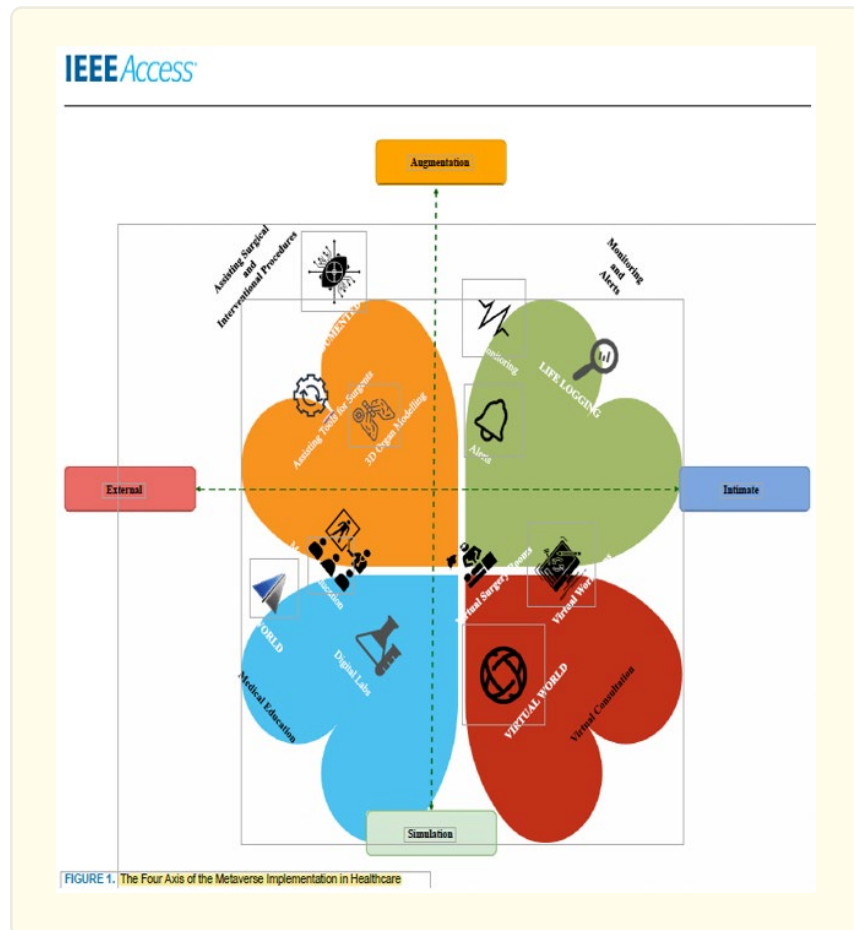 IEEE Access
Augmentation
Assisting Surgical
and
Interventional Procedures
Monitoring
and
Alerts
LIFE LOGGING
Assisting Tools for Surgeons
3D Organ Modelling
Alerts
External
Intimate
Virtual Surgery Rooms
Digital Labs
Medical Education
VIRTUAL WORLD
Virtual Consultation
Simulation
FIGURE 1. The Four Axis of the Metaverse Implementation in Healthcare